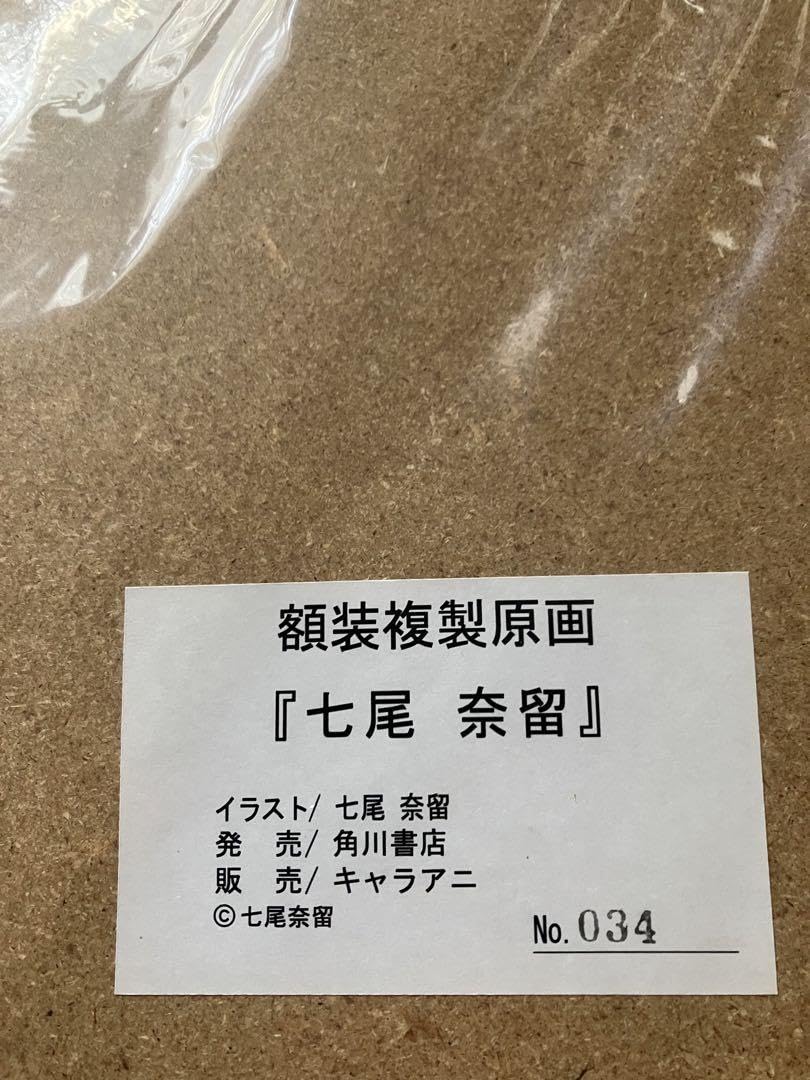 額装複製原画
『七尾 奈留』
イラスト/ 七尾 奈留
発 売/ 角川書店
販 売/ キャラアニ
©七尾奈留
No. 034